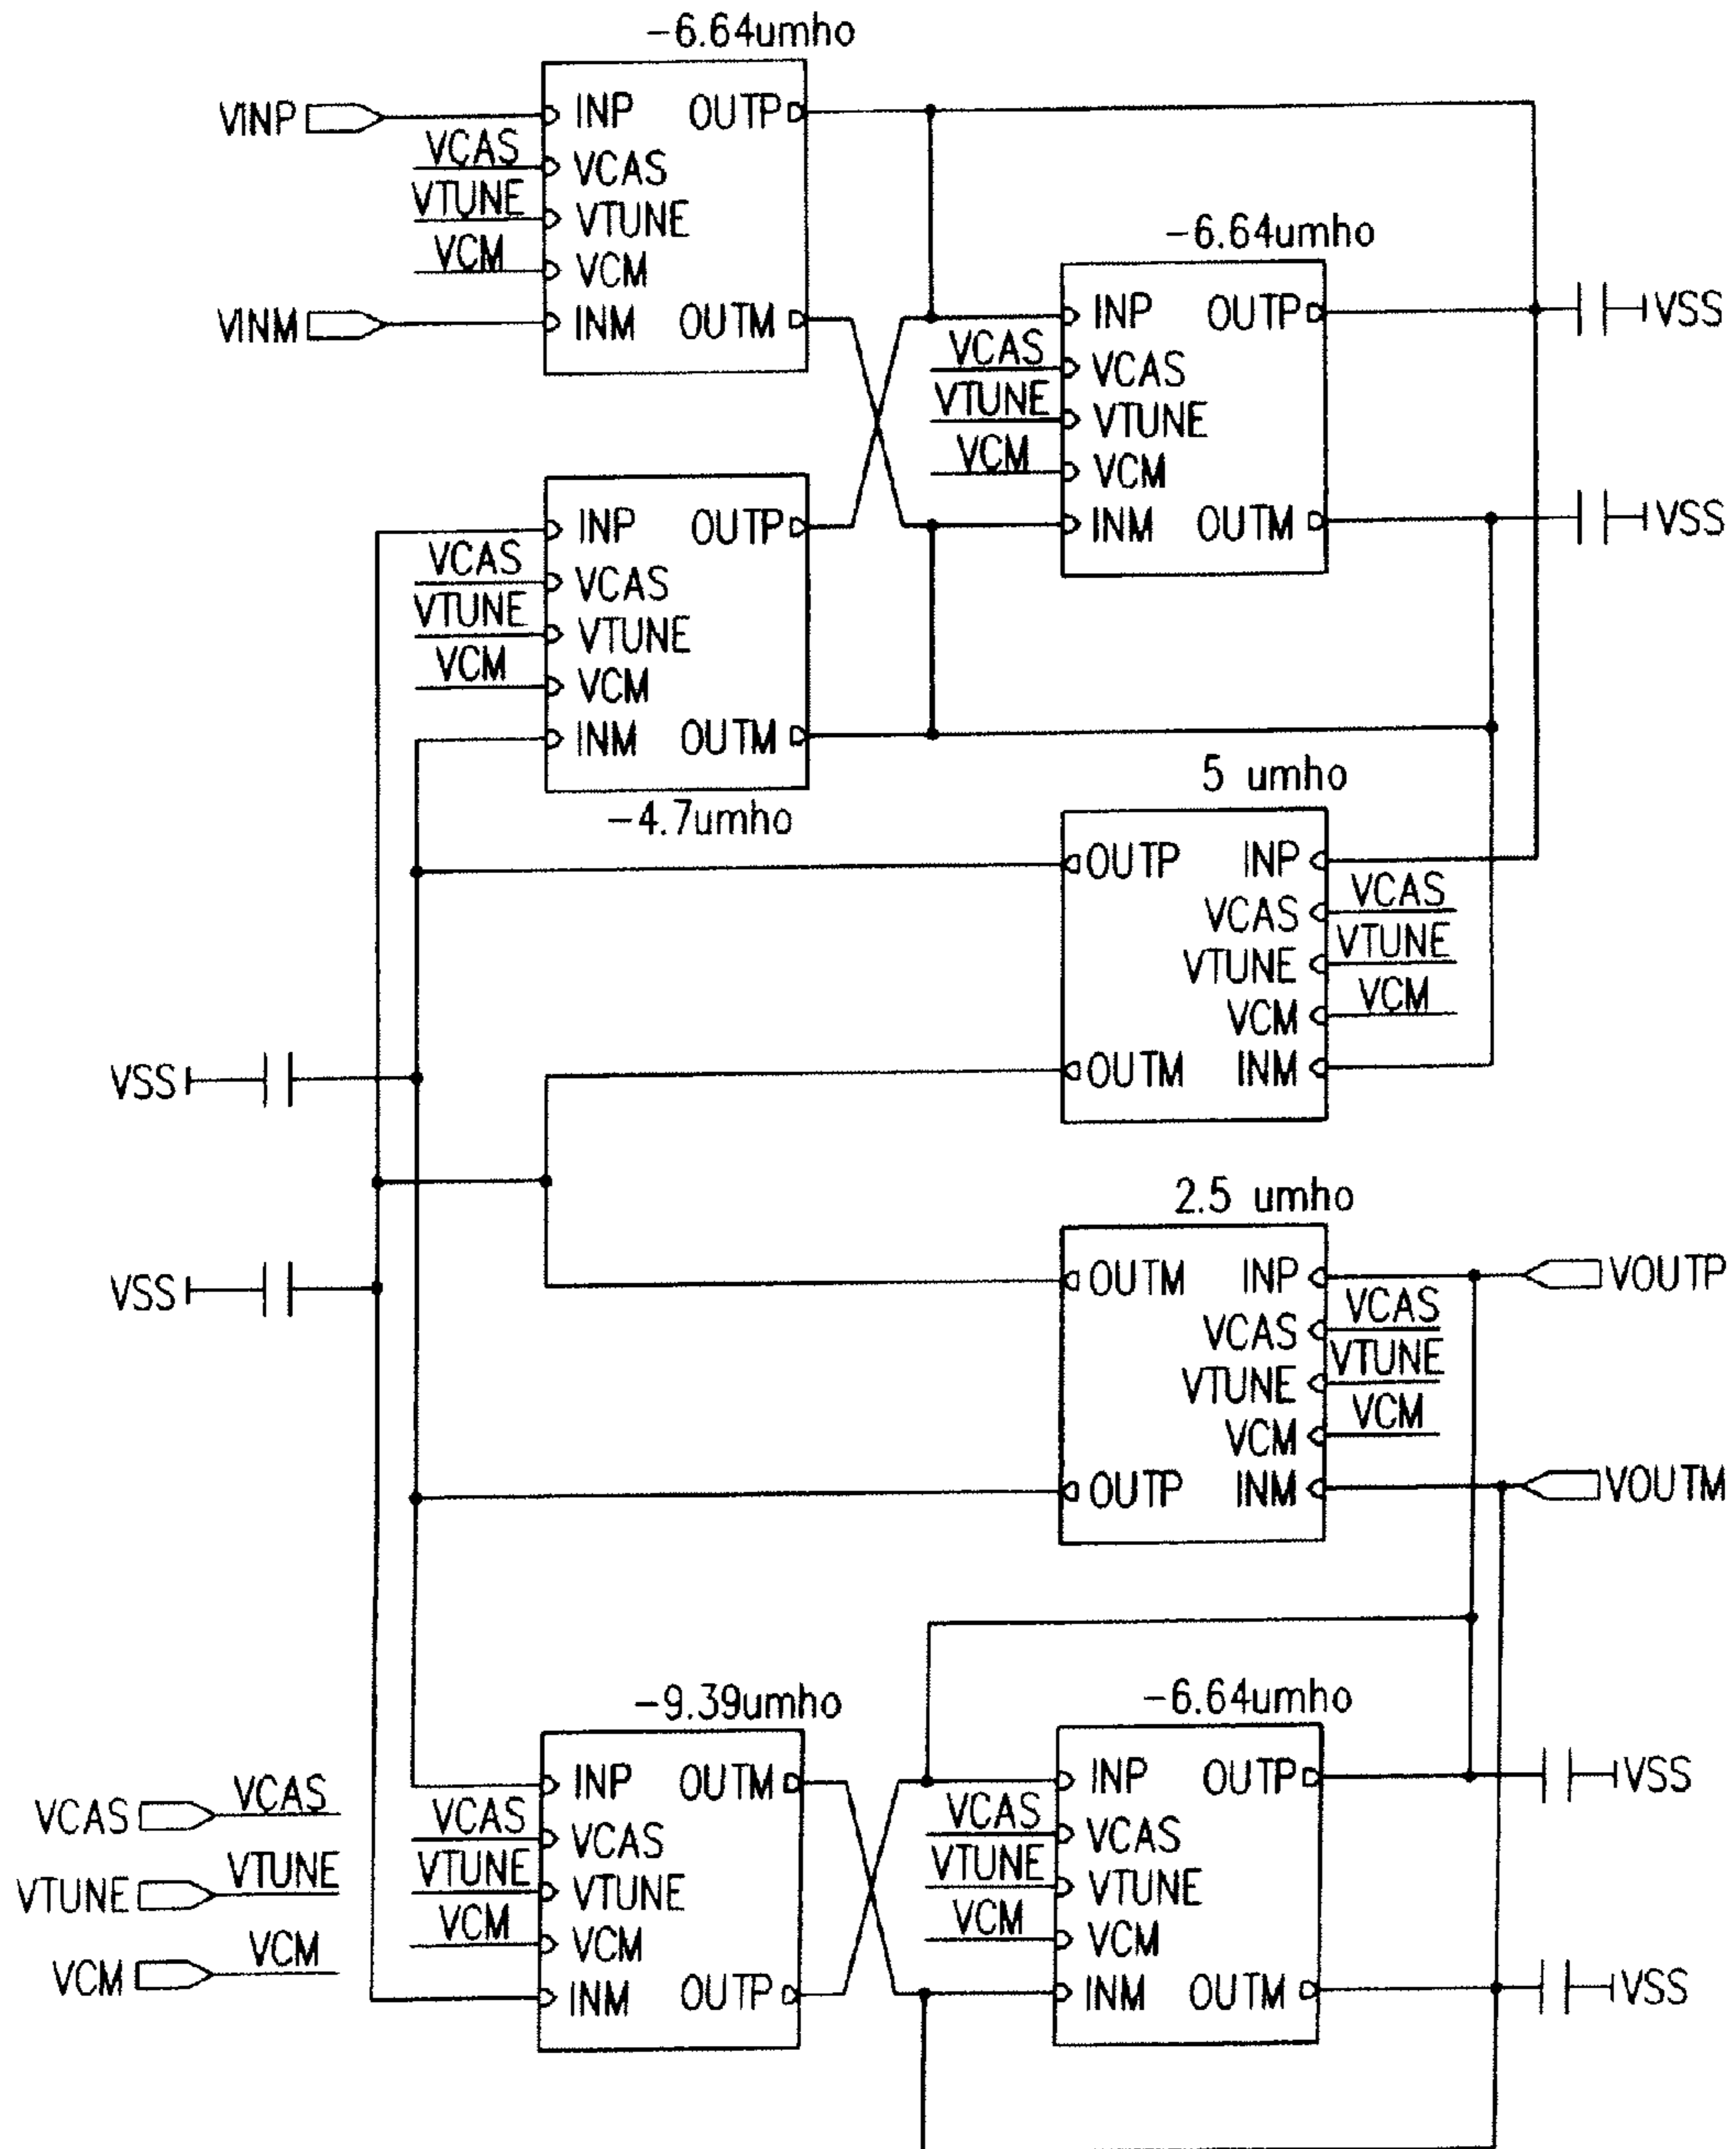 -6.64umho
VINP
INP OUTP
VCAS
VCAS
VTUNE
VTUNE
VCM
VCM
VINM
INM OUTM
-6.64umho
INP OUTP
VSS
VCAS
VCAS
VTUNE
VTUNE
VCM
VCM
INM OUTM
VSS
INP OUTP
VCAS
VCAS
VTUNE
VTUNE
VCM
VCM
INM OUTM
-4.7umho
5 umho
OUTP INP
VCAS
VCAS
VTUNE
VTUNE
VCM
VCM
OUTM INM
VSS
VSS
2.5 umho
OUTM INP
VOUTP
VCAS
VCAS
VTUNE
VTUNE
VCM
VCM
OUTP INM
VOUTM
-9.39umho
INP OUTM
VCAS
VCAS
VTUNE
VTUNE
VCM
VCM
INM OUTP
-6.64umho
INP OUTP
VSS
VCAS
VCAS
VTUNE
VTUNE
VCM
VCM
INM OUTM
VSS
VCAS VCAS
VTUNE VTUNE
VCM VCM